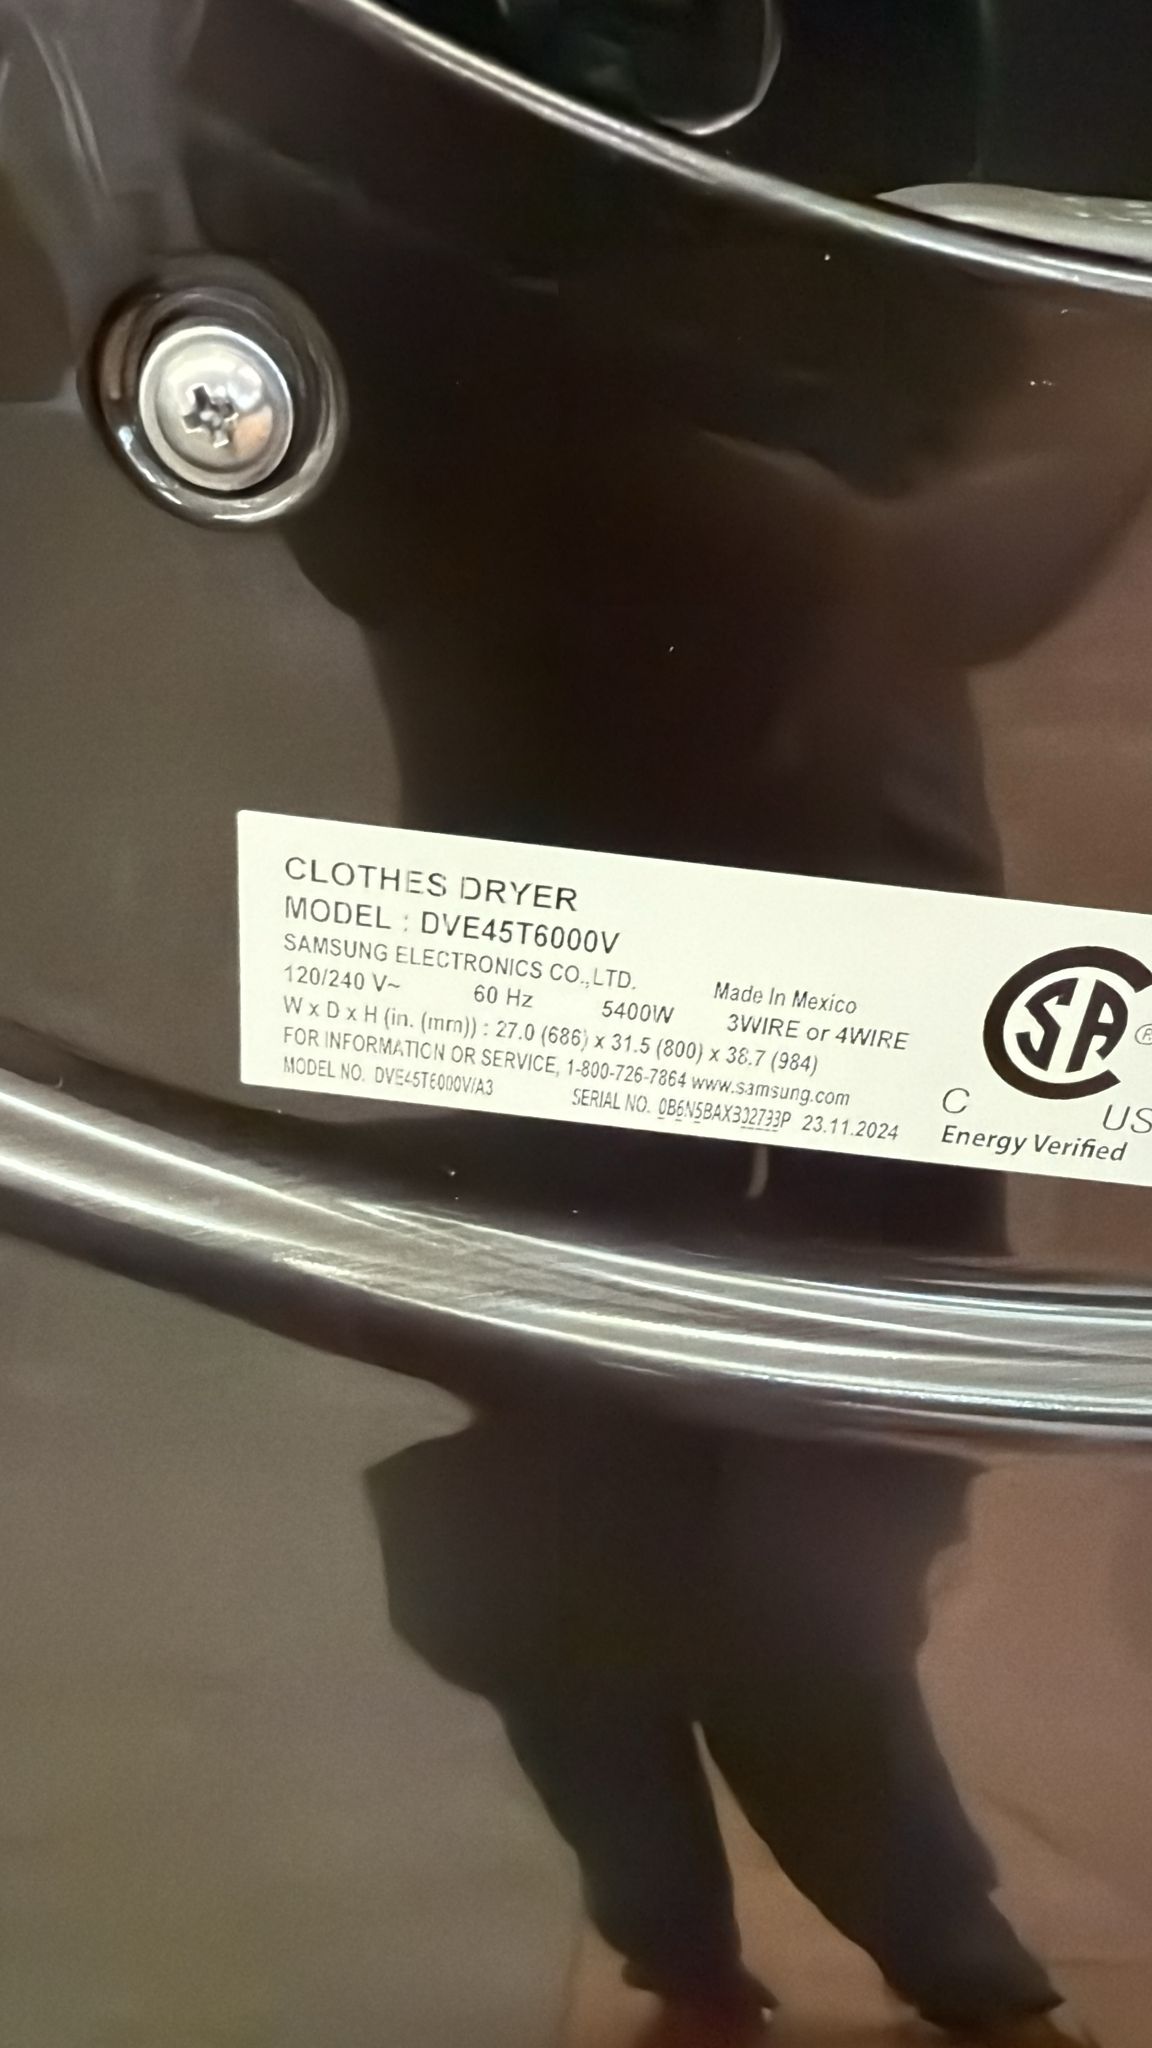 CLOTHES DRYER
MODEL : DVE45T6000V
SAMSUNG ELECTRONICS CO.,LTD. Made In Mexico
120/240 V~ 60 Hz 5400W 3WIRE or 4WIRE
W x D x H (in. (mm)) : 27.0 (686) x 31.5 (800) x 38.7 (984)
FOR INFORMATION OR SERVICE, 1-800-726-7864 www.samsung.com
MODEL NO. DVE45T6000V/A3 SERIAL NO. 23.11.2024
SA ®
C US
Energy Verified